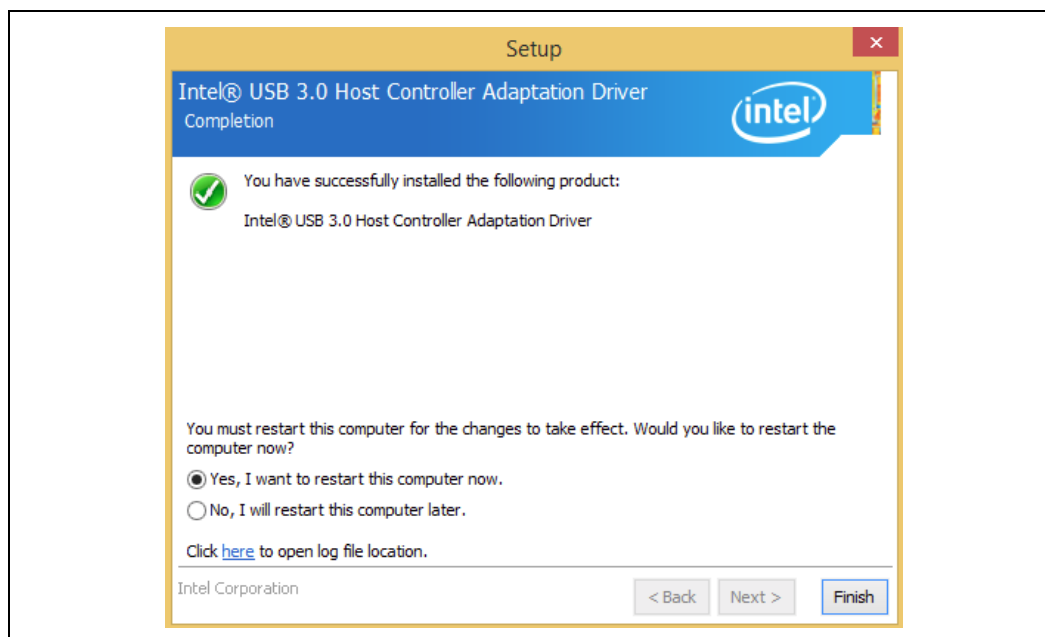 Setup
Intel® USB 3.0 Host Controller Adaptation Driver
Completion
intel
You have successfully installed the following product:
Intel® USB 3.0 Host Controller Adaptation Driver
You must restart this computer for the changes to take effect. Would you like to restart the
computer now?
Yes, I want to restart this computer now.
No, I will restart this computer later.
Click here to open log file location.
Intel Corporation
< Back Next > Finish